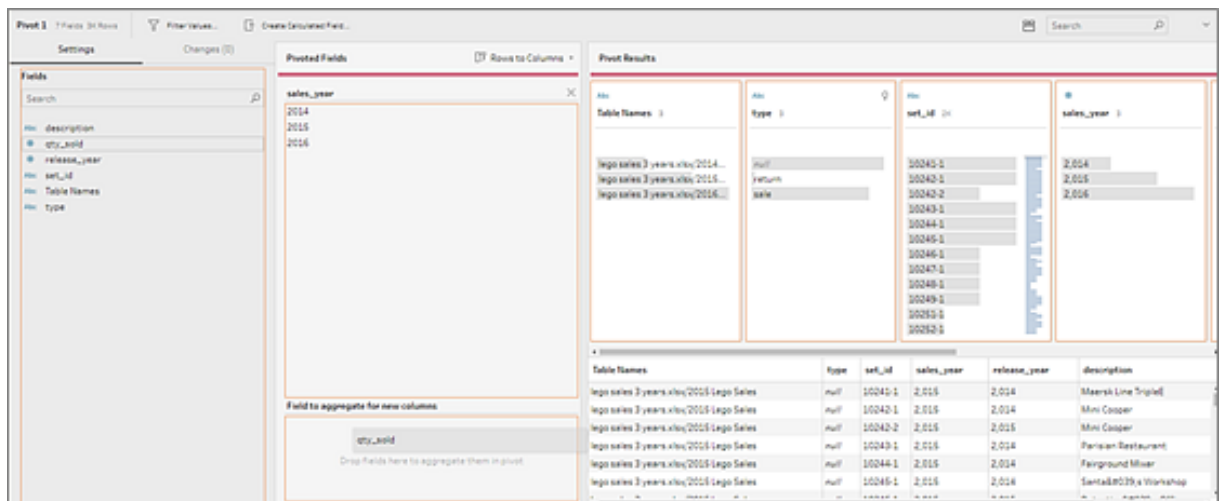 Pivot 1 7 Fields 34 Rows Filter Values... Create Calculated Field... Search
Settings Changes (0)
Fields
Search
Abc description
qty_sold
release_year
Abc set_id
Abc Table Names
Abc type
Pivoted Fields Rows to Columns
sales_year
2014
2015
2016
Field to aggregate for new columns
qty_sold
Drop fields here to aggregate them in pivot
Pivot Results
Abc
Table Names 3
lego sales 3 years.xlsx/2014...
lego sales 3 years.xlsx/2015...
lego sales 3 years.xlsx/2016...
Abc
type 3
null
return
sale
Abc
set_id 24
10241-1
10242-1
10242-2
10243-1
10244-1
10245-1
10246-1
10247-1
10248-1
10249-1
10251-1
10252-1
sales_year 3
2,014
2,015
2,016
Table Names type set_id sales_year release_year description
lego sales 3 years.xlsx/2015 Lego Sales null 10241-1 2,015 2,014 Maersk Line Triple
lego sales 3 years.xlsx/2015 Lego Sales null 10242-1 2,015 2,014 Mini Cooper
lego sales 3 years.xlsx/2015 Lego Sales null 10242-2 2,015 2,015 Mini Cooper
lego sales 3 years.xlsx/2015 Lego Sales null 10243-1 2,015 2,014 Parisian Restaurant
lego sales 3 years.xlsx/2015 Lego Sales null 10244-1 2,015 2,014 Fairground Mixer
lego sales 3 years.xlsx/2015 Lego Sales null 10245-1 2,015 2,014 Santa&#039;s Workshop